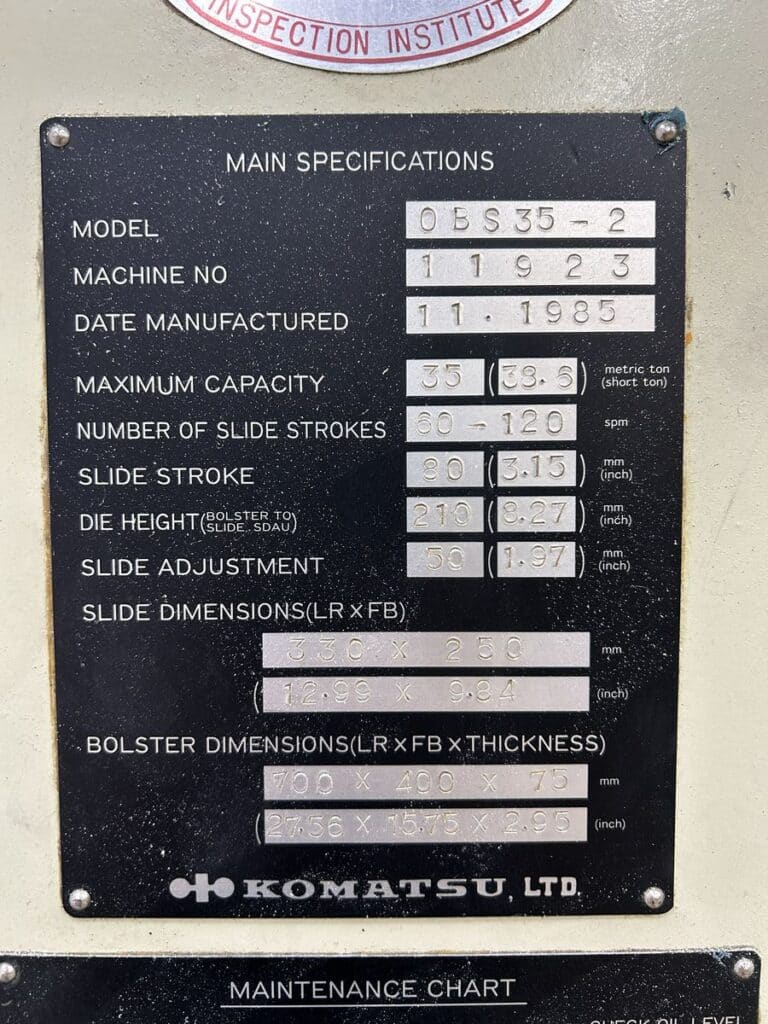 INSPECTION INSTITUTE
MAIN SPECIFICATIONS
MODEL OBS35-2
MACHINE NO 11923
DATE MANUFACTURED 11.1985
MAXIMUM CAPACITY 35 (38.6) metric ton (short ton)
NUMBER OF SLIDE STROKES 60-120 spm
SLIDE STROKE 80 (3.15) mm (inch)
DIE HEIGHT (BOLSTER TO SLIDE. SDAU) 210 (8.27) mm (inch)
SLIDE ADJUSTMENT 50 (1.97) mm (inch)
SLIDE DIMENSIONS(LR x FB)
330 x 250 mm
(12.99 x 9.84 (inch)
BOLSTER DIMENSIONS(LR x FB x THICKNESS)
700 x 400 x 75 mm
(27.56 x 15.75 x 2.95 (inch)
KOMATSU, LTD.
MAINTENANCE CHART
CHECK OIL LEVEL